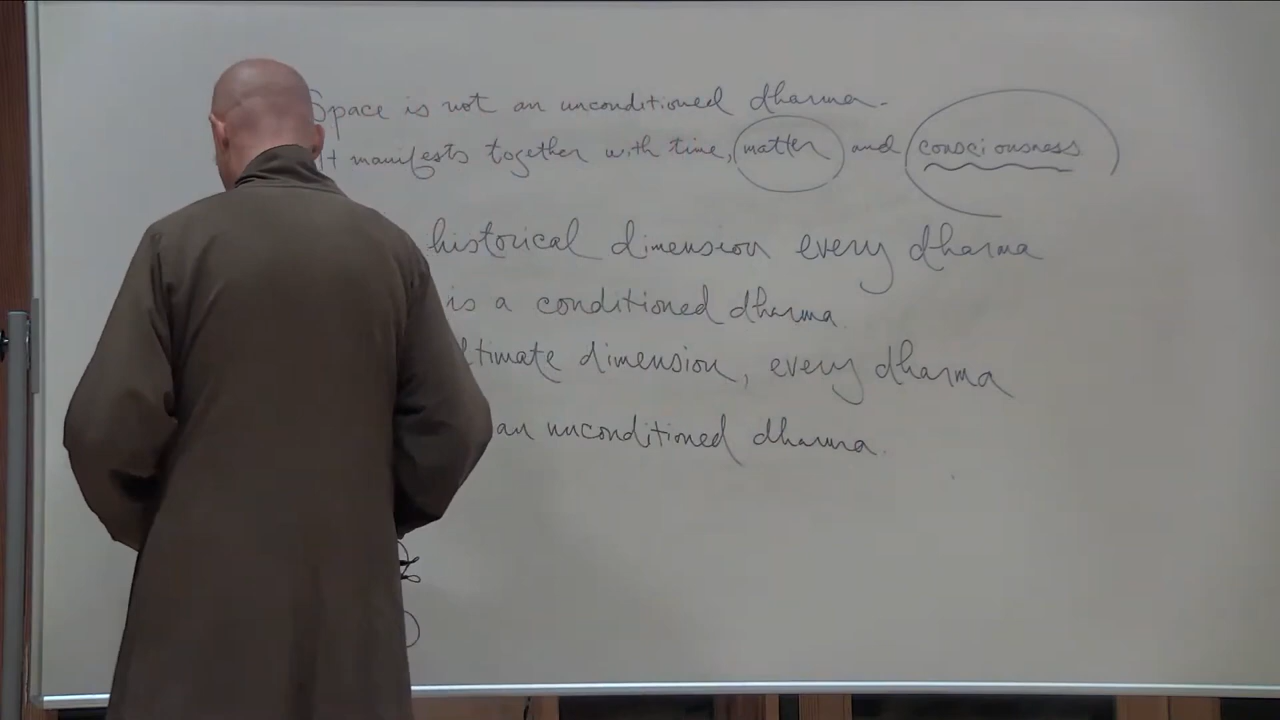 Space is not an unconditioned dharma.
It manifests together with time, matter and consciousness
historical dimension every dharma
is a conditioned dharma.
ltimate dimension, every dharma
an unconditioned dharma.